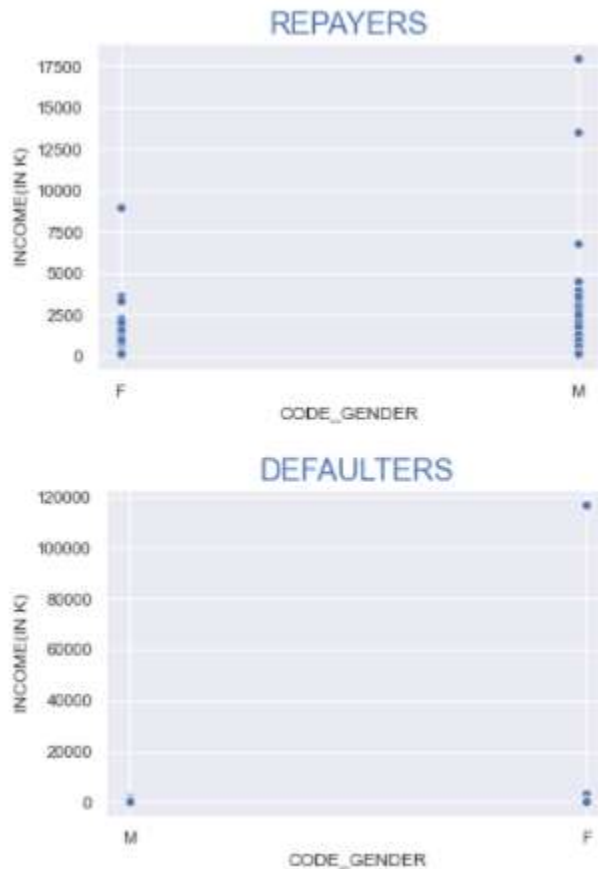 REPAYERS
17500
15000
12500
10000
7500
5000
2500
0
INCOME(IN K)
F M
CODE_GENDER
DEFAULTERS
120000
100000
80000
60000
40000
20000
0
INCOME(IN K)
M F
CODE_GENDER